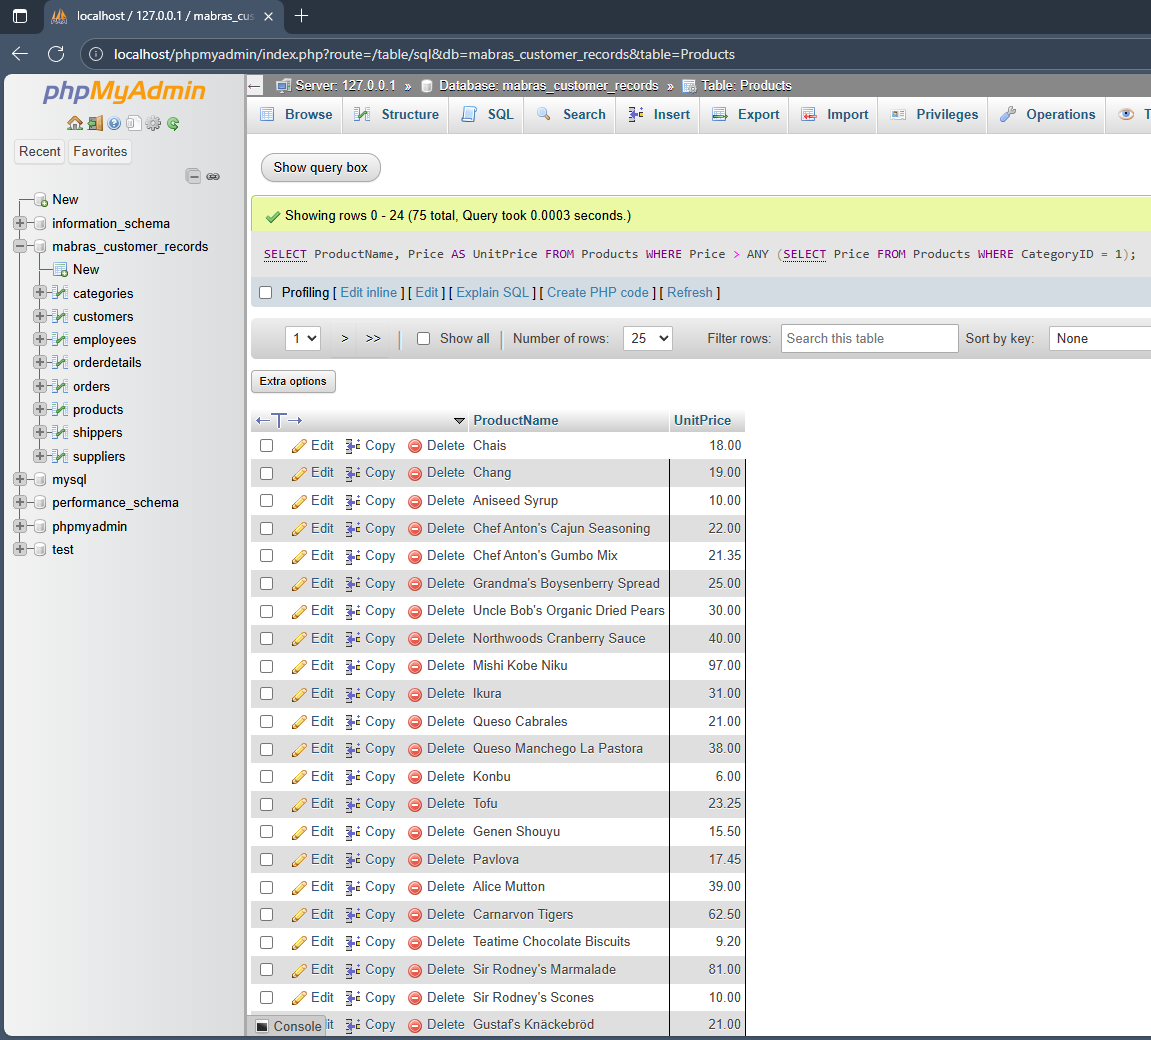 localhost / 127.0.0.1 / mabras_cus
localhost/phpmyadmin/index.php?route=/table/sql&db=mabras_customer_records&table=Products
phpMyAdmin
Recent Favorites
New
information_schema
mabras_customer_records
New
categories
customers
employees
orderdetails
orders
products
shippers
suppliers
mysql
performance_schema
phpmyadmin
test
Server: 127.0.0.1 » Database: mabras_customer_records » Table: Products
Browse Structure SQL Search Insert Export Import Privileges Operations T
Show query box
Showing rows 0 - 24 (75 total, Query took 0.0003 seconds.)
SELECT ProductName, Price AS UnitPrice FROM Products WHERE Price > ANY (SELECT Price FROM Products WHERE CategoryID = 1);
Profiling [ Edit inline ] [ Edit ] [ Explain SQL ] [ Create PHP code ] [ Refresh ]
1 > >> Show all Number of rows: 25 Filter rows: Search this table Sort by key: None
Extra options
←T→ ProductName UnitPrice
Edit Copy Delete Chais 18.00
Edit Copy Delete Chang 19.00
Edit Copy Delete Aniseed Syrup 10.00
Edit Copy Delete Chef Anton's Cajun Seasoning 22.00
Edit Copy Delete Chef Anton's Gumbo Mix 21.35
Edit Copy Delete Grandma's Boysenberry Spread 25.00
Edit Copy Delete Uncle Bob's Organic Dried Pears 30.00
Edit Copy Delete Northwoods Cranberry Sauce 40.00
Edit Copy Delete Mishi Kobe Niku 97.00
Edit Copy Delete Ikura 31.00
Edit Copy Delete Queso Cabrales 21.00
Edit Copy Delete Queso Manchego La Pastora 38.00
Edit Copy Delete Konbu 6.00
Edit Copy Delete Tofu 23.25
Edit Copy Delete Genen Shouyu 15.50
Edit Copy Delete Pavlova 17.45
Edit Copy Delete Alice Mutton 39.00
Edit Copy Delete Carnarvon Tigers 62.50
Edit Copy Delete Teatime Chocolate Biscuits 9.20
Edit Copy Delete Sir Rodney's Marmalade 81.00
Edit Copy Delete Sir Rodney's Scones 10.00
Console it Copy Delete Gustaf's Knäckebröd 21.00